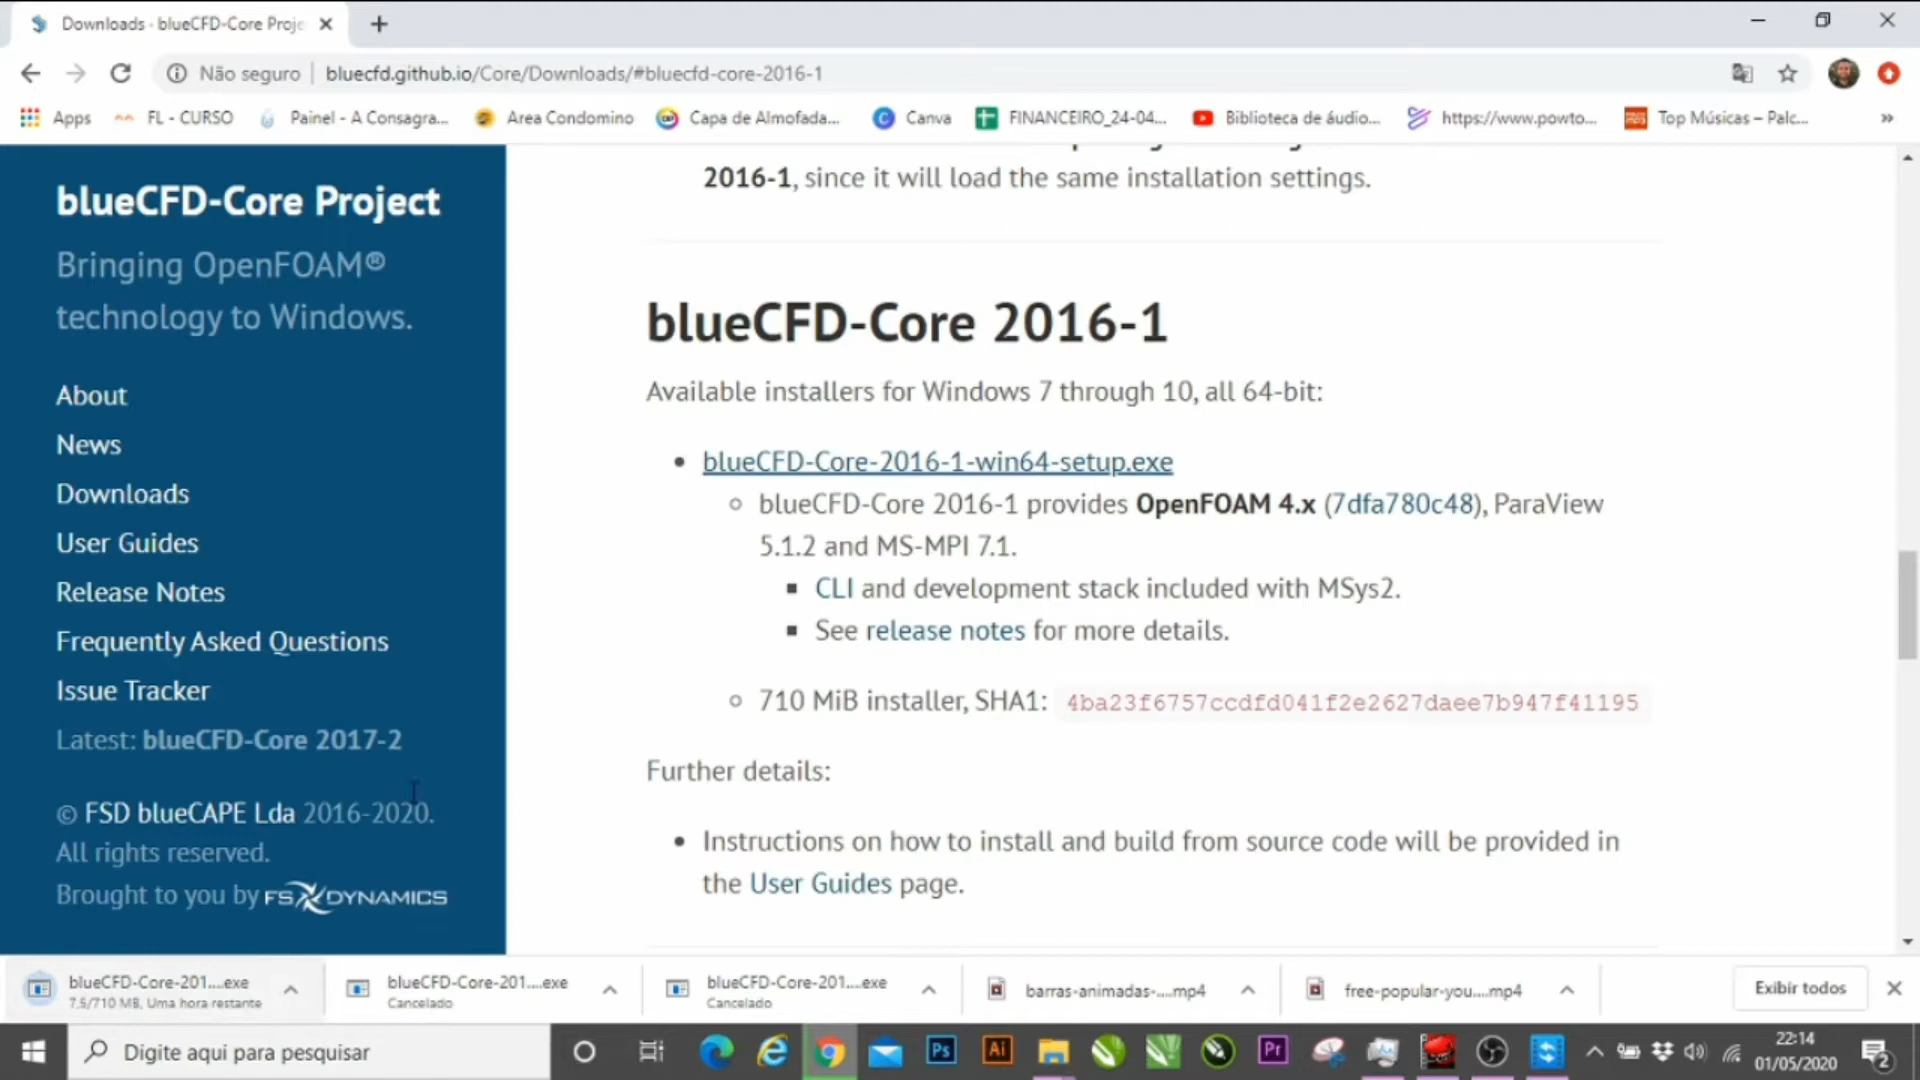 Downloads · blueCFD-Core Proje
Não seguro
bluecfd.github.io/Core/Downloads/#bluecfd-core-2016-1
Apps
FL - CURSO
Painel - A Consagra...
Area Condomino
Capa de Almofada...
Canva
FINANCEIRO_24-04...
Biblioteca de áudio...
https://www.powto...
Top Músicas – Palc...
»
blueCFD-Core Project
Bringing OpenFOAM®
technology to Windows.
About
News
Downloads
User Guides
Release Notes
Frequently Asked Questions
Issue Tracker
Latest: blueCFD-Core 2017-2
© FSD blueCAPE Lda 2016-2020.
All rights reserved.
Brought to you by FS DYNAMICS
2016-1, since it will load the same installation settings.
blueCFD-Core 2016-1
Available installers for Windows 7 through 10, all 64-bit:
blueCFD-Core-2016-1-win64-setup.exe
blueCFD-Core 2016-1 provides OpenFOAM 4.x (7dfa780c48), ParaView
5.1.2 and MS-MPI 7.1.
CLI and development stack included with MSys2.
See release notes for more details.
710 MiB installer, SHA1: 4ba23f6757ccdfd041f2e2627daee7b947f41195
Further details:
Instructions on how to install and build from source code will be provided in
the User Guides page.
blueCFD-Core-201....exe
7,5/710 MB, Uma hora restante
blueCFD-Core-201....exe
Cancelado
blueCFD-Core-201....exe
Cancelado
barras-animadas-....mp4
free-popular-you....mp4
Exibir todos
Digite aqui para pesquisar
Ps
Ai
Pr
22:14
01/05/2020
2